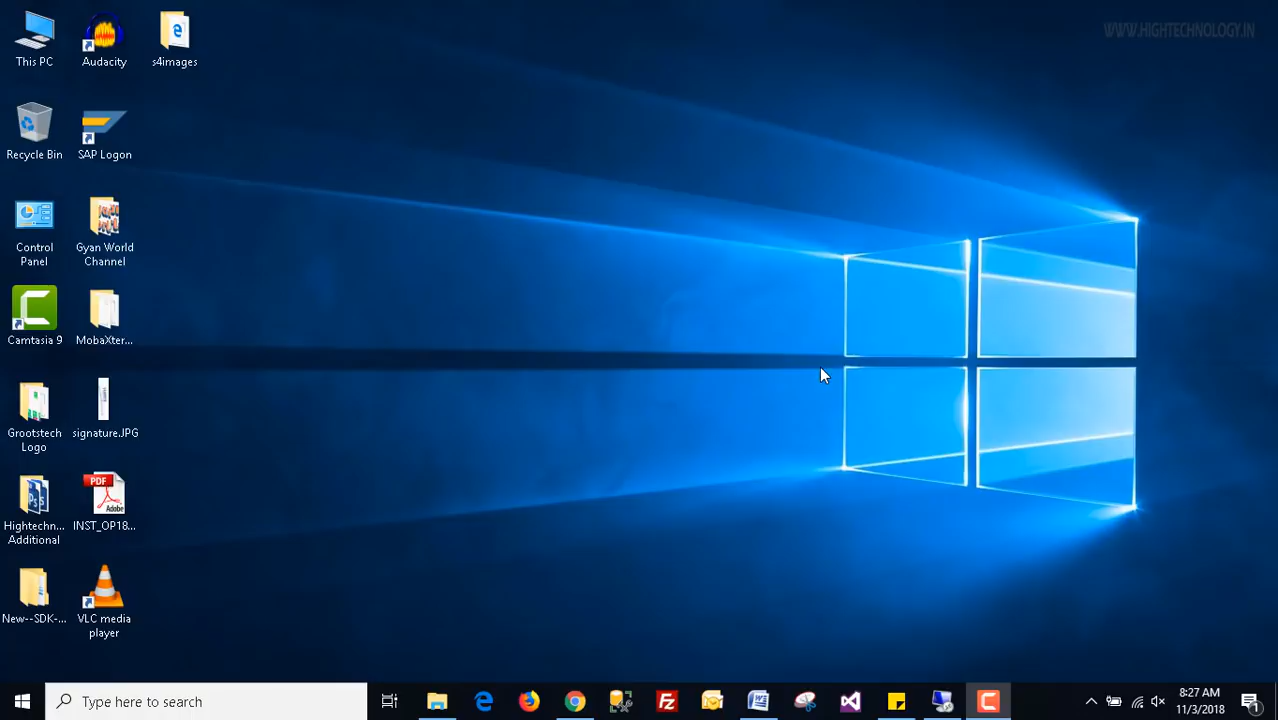 WWW.HIGHTECHNOLOGY.IN
This PC
Audacity
s4images
Recycle Bin
SAP Logon
Control
Panel
Gyan World
Channel
Camtasia 9
MobaXter...
Grootstech
Logo
signature.JPG
Hightechn...
Additional
PDF
Adobe
INST_OP18...
New--SDK-...
VLC media
player
Type here to search
8:27 AM
11/3/2018